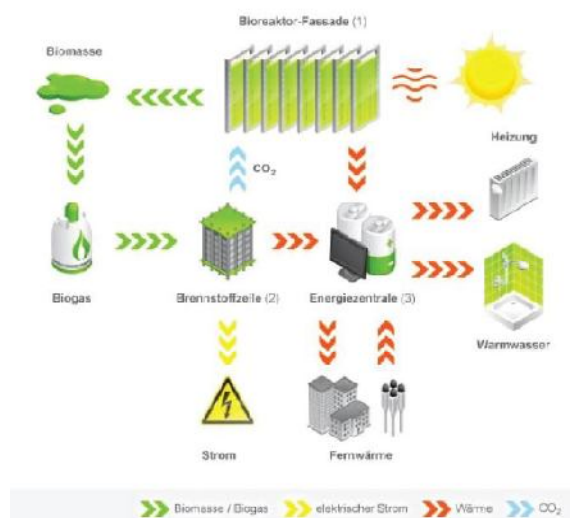 Bioreaktor-Fassade (1)
Biomasse
Heizung
CO₂
Biogas
Brennstoffzelle (2)
Energiezentrale (3)
Warmwasser
Strom
Fernwärme
Biomasse / Biogas
elektrischer Strom
Wärme
CO₂